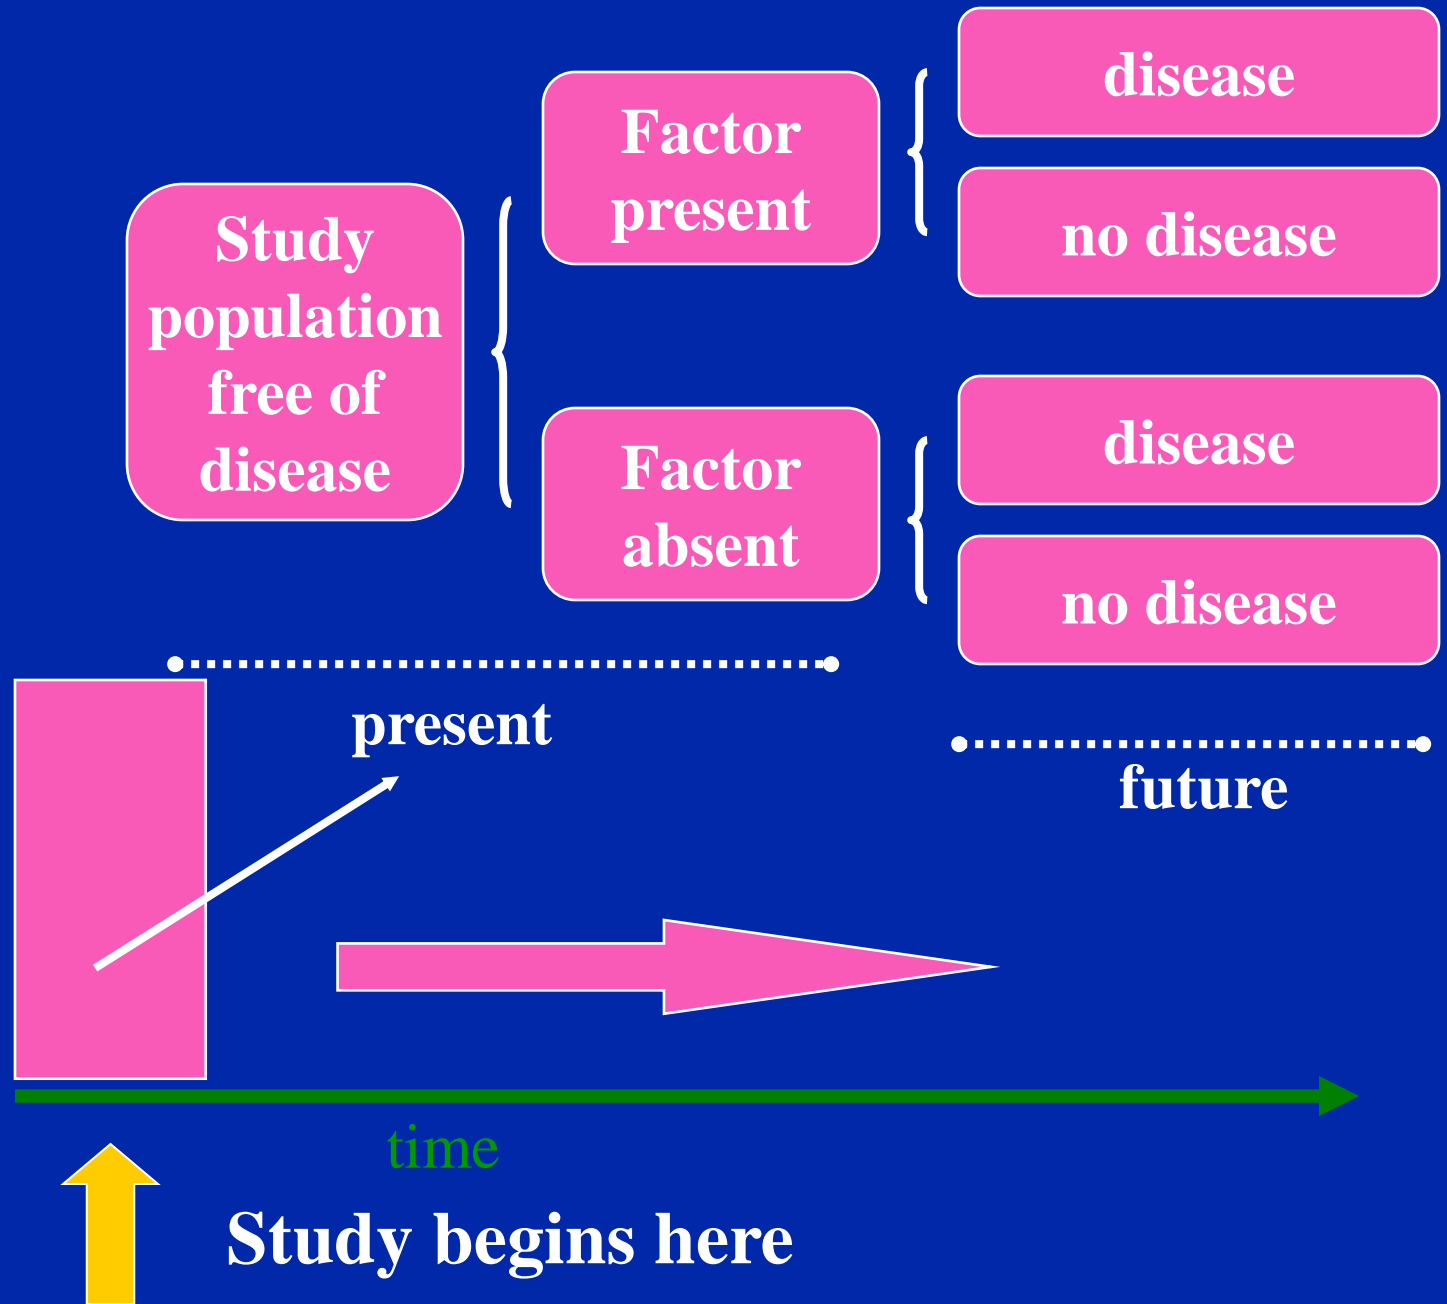 Study
population
free of
disease
Factor
present
Factor
absent
disease
no disease
disease
no disease
present
future
time
Study begins here